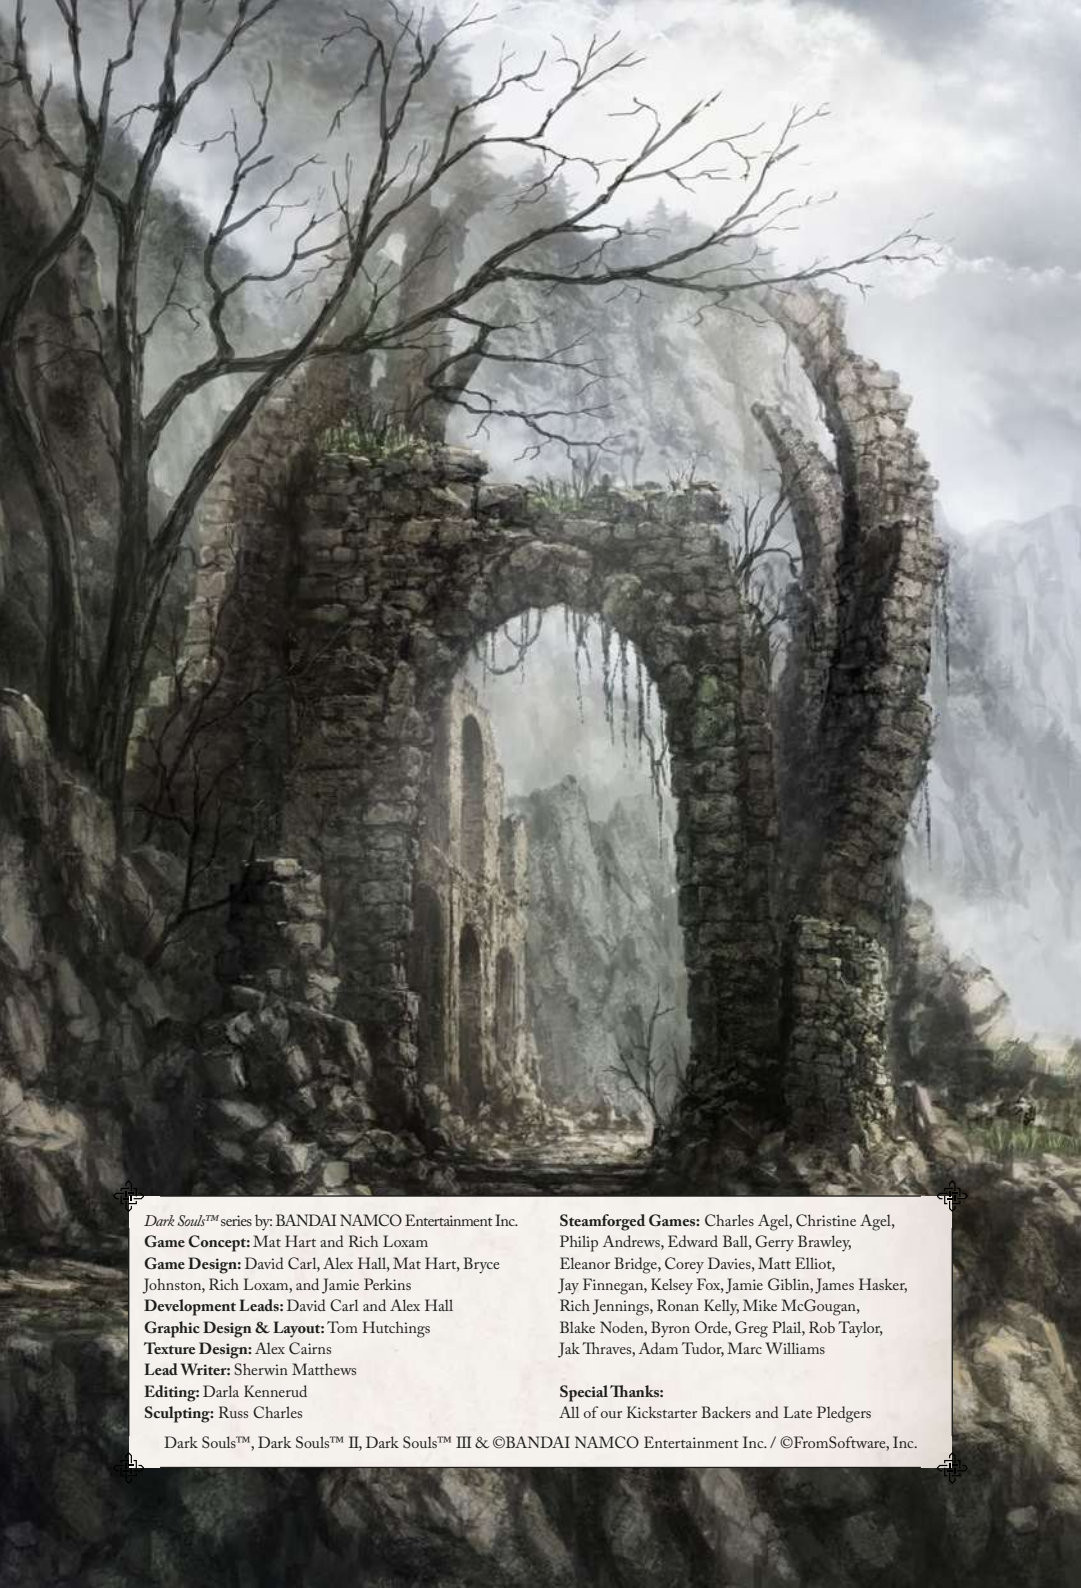 Dark Souls™ series by: BANDAI NAMCO Entertainment Inc.
Game Concept: Mat Hart and Rich Loxam
Game Design: David Carl, Alex Hall, Mat Hart, Bryce
Johnston, Rich Loxam, and Jamie Perkins
Development Leads: David Carl and Alex Hall
Graphic Design & Layout: Tom Hutchings
Texture Design: Alex Cairns
Lead Writer: Sherwin Matthews
Editing: Darla Kennerud
Sculpting: Russ Charles
Steamforged Games: Charles Agel, Christine Agel,
Philip Andrews, Edward Ball, Gerry Brawley,
Eleanor Bridge, Corey Davies, Matt Elliot,
Jay Finnegan, Kelsey Fox, Jamie Giblin, James Hasker,
Rich Jennings, Ronan Kelly, Mike McGougan,
Blake Noden, Byron Orde, Greg Plail, Rob Taylor,
Jak Thraves, Adam Tudor, Marc Williams
Special Thanks:
All of our Kickstarter Backers and Late Pledgers
Dark Souls™, Dark Souls™ II, Dark Souls™ III & ©BANDAI NAMCO Entertainment Inc. / ©FromSoftware, Inc.